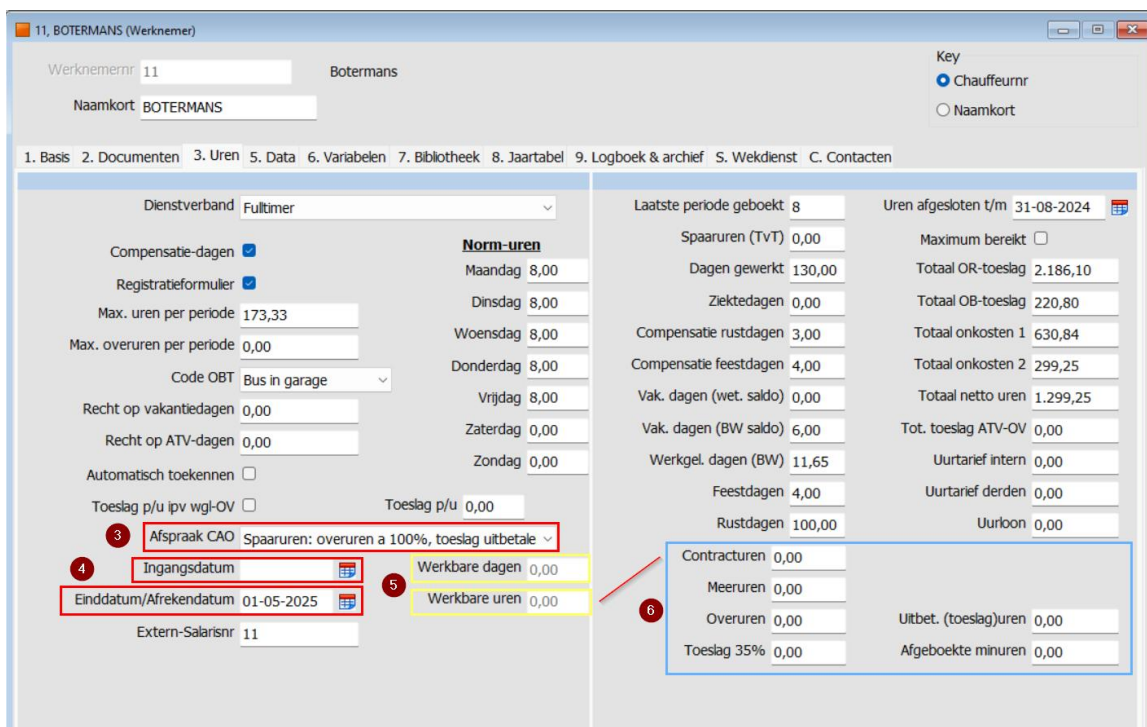 11, BOTERMANS (Werknemer)
Werknemernr 11 Botermans
Naamkort BOTERMANS
Key
Chauffeurnr
Naamkort
1. Basis 2. Documenten 3. Uren 5. Data 6. Variabelen 7. Bibliotheek 8. Jaartabel 9. Logboek & archief S. Wekdienst C. Contacten
Dienstverband Fulltimer
Compensatie-dagen
Registratieformulier
Max. uren per periode 173,33
Max. overuren per periode 0,00
Code OBT Bus in garage
Recht op vakantiedagen 0,00
Recht op ATV-dagen 0,00
Automatisch toekennen
Toeslag p/u ipv wgl-OV
Norm-uren
Maandag 8,00
Dinsdag 8,00
Woensdag 8,00
Donderdag 8,00
Vrijdag 8,00
Zaterdag 0,00
Zondag 0,00
Toeslag p/u 0,00
3 Afspraak CAO Spaaruren: overuren a 100%, toeslag uitbetale
4 Ingangsdatum
Einddatum/Afrekendatum 01-05-2025
5 Werkbare dagen 0,00
Werkbare uren 0,00
Extern-Salarisnr 11
Laatste periode geboekt 8
Spaaruren (TvT) 0,00
Dagen gewerkt 130,00
Ziektedagen 0,00
Compensatie rustdagen 3,00
Compensatie feestdagen 4,00
Vak. dagen (wet. saldo) 0,00
Vak. dagen (BW saldo) 6,00
Werkgel. dagen (BW) 11,65
Feestdagen 4,00
Rustdagen 100,00
Uren afgesloten t/m 31-08-2024
Maximum bereikt
Totaal OR-toeslag 2.186,10
Totaal OB-toeslag 220,80
Totaal onkosten 1 630,84
Totaal onkosten 2 299,25
Totaal netto uren 1.299,25
Tot. toeslag ATV-OV 0,00
Uurtarief intern 0,00
Uurtarief derden 0,00
Uurloon 0,00
6
Contracturen 0,00
Meeruren 0,00
Overuren 0,00
Toeslag 35% 0,00
Uitbet. (toeslag)uren 0,00
Afgeboekte minuren 0,00